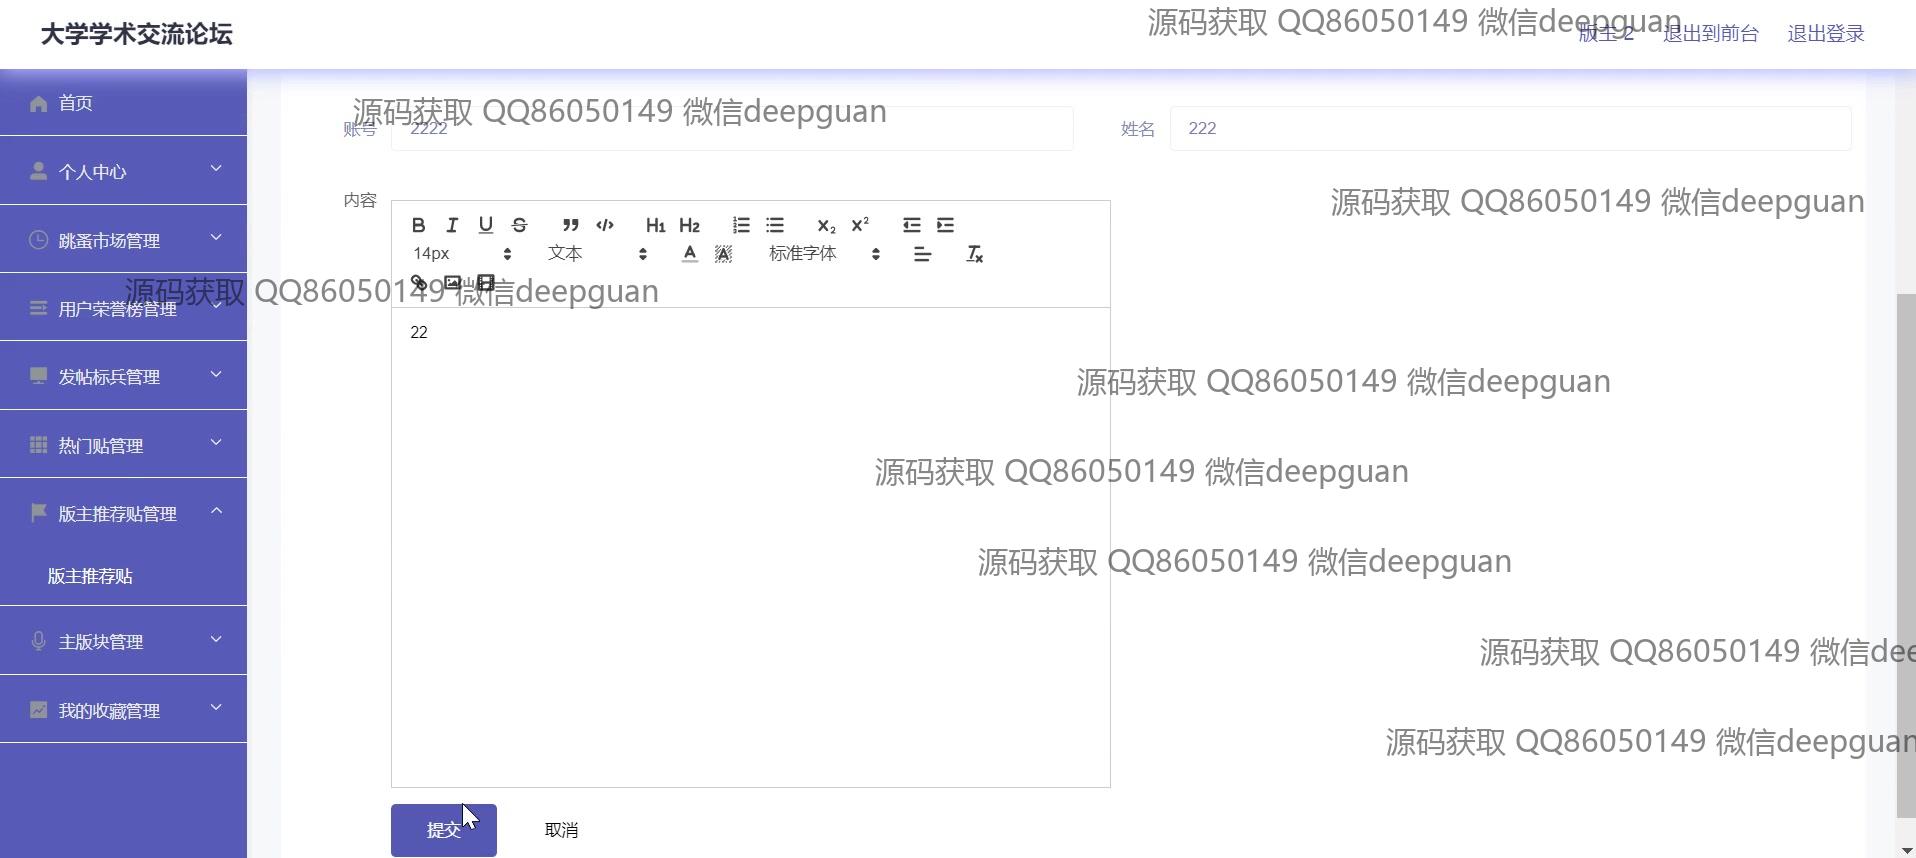 大学学术交流论坛
源码获取 QQ86050149 微信deepguan
版主 2 退出到前台 退出登录
首页
源码获取 QQ86050149 微信deepguan
账号 2222 姓名 222
个人中心
内容
源码获取 QQ86050149 微信deepguan
B I U S H1 H2 X2 X2
跳蚤市场管理
14px 文本 A A 标准字体 Tx
源码获取 QQ86050149 微信deepguan
用户荣誉榜管理
22
发帖标兵管理
源码获取 QQ86050149 微信deepguan
热门贴管理
源码获取 QQ86050149 微信deepguan
版主推荐贴管理
源码获取 QQ86050149 微信deepguan
版主推荐贴
主版块管理
源码获取 QQ86050149 微信dee
我的收藏管理
源码获取 QQ86050149 微信deepguan
提交 取消